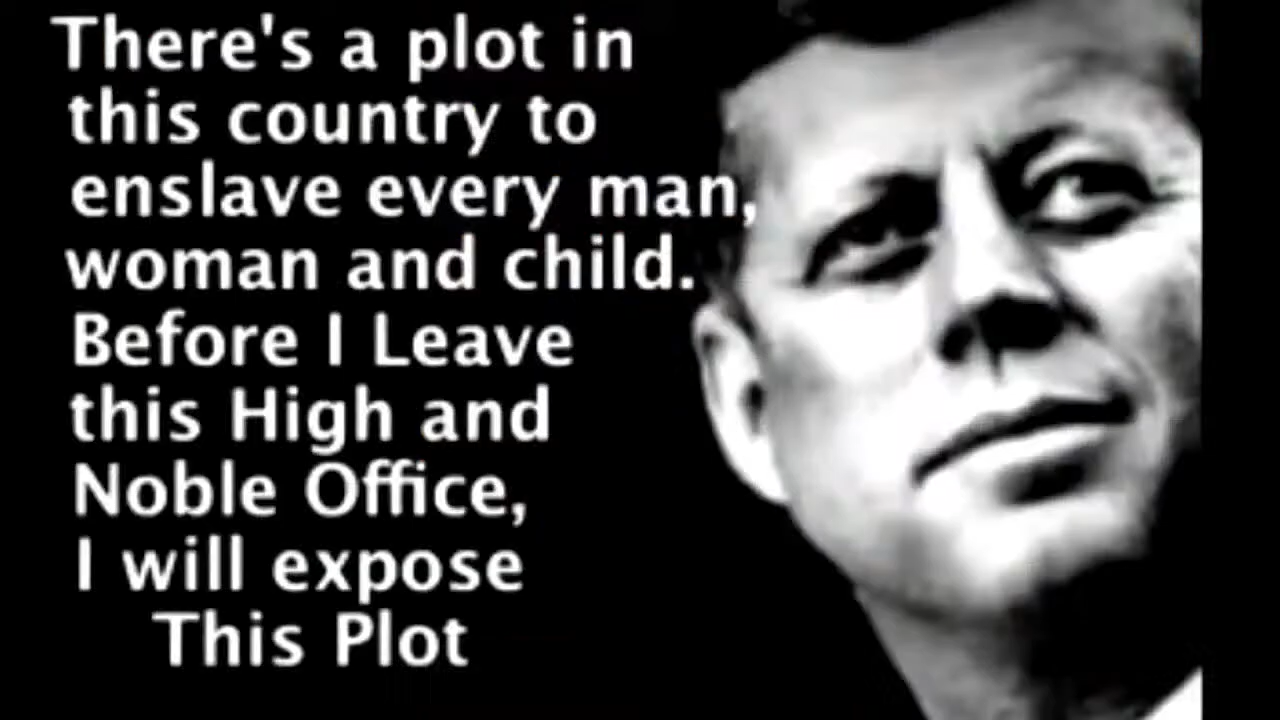 There's a plot in
this country to
enslave every man,
woman and child.
Before I Leave
this High and
Noble Office,
I will expose
This Plot